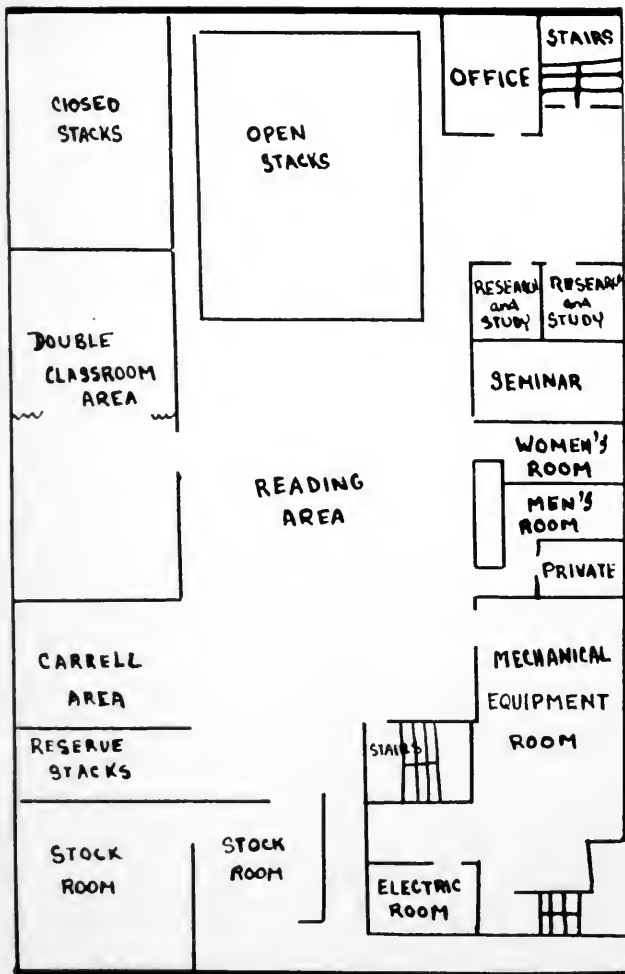 CLOSED
STACKS
OPEN
STACKS
OFFICE
STAIRS
RESEARCH
and
STUDY
RESEARCH
and
STUDY
DOUBLE
CLASSROOM
AREA
SEMINAR
WOMEN'S
ROOM
READING
AREA
MEN'S
ROOM
PRIVATE
CARRELL
AREA
MECHANICAL
EQUIPMENT
ROOM
RESERVE
STACKS
STAIRS
STOCK
ROOM
STOCK
ROOM
ELECTRIC
ROOM